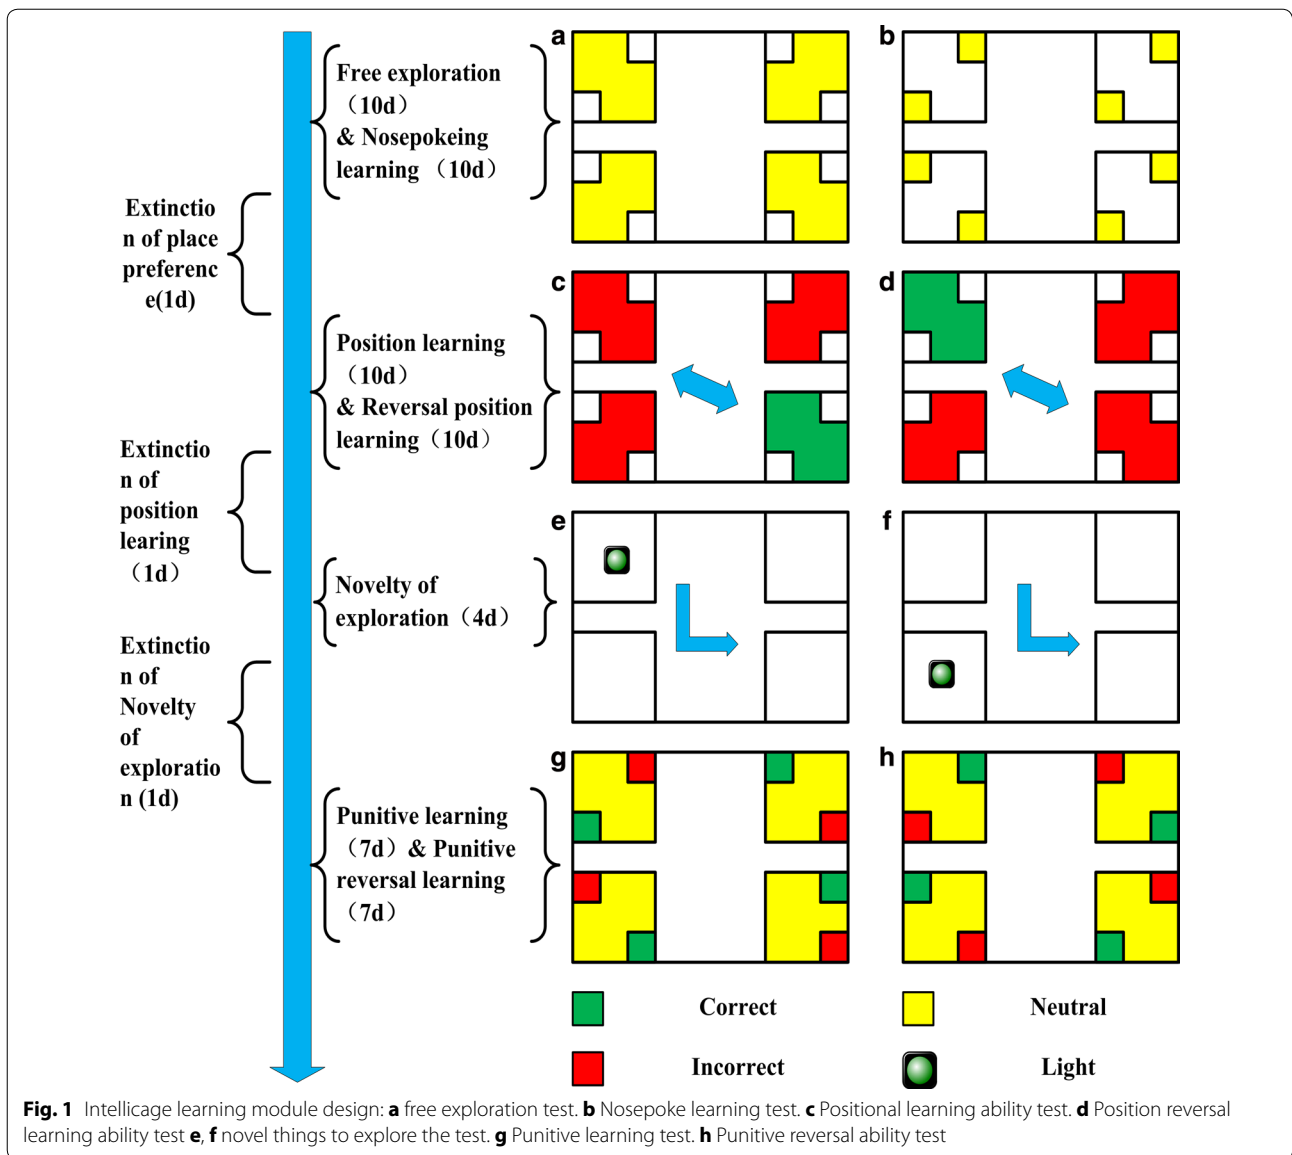 a
b
Free exploration
（10d）
& Nosepokeing
learning （10d）
Extinctio
n of place
preferenc
e(1d)
c
d
Position learning
（10d）
& Reversal position
learning（10d）
Extinctio
n of
position
learing
（1d）
e
f
Novelty of
exploration（4d）
Extinctio
n of
Novelty
of
exploratio
n (1d)
g
h
Punitive learning
（7d）& Punitive
reversal learning
（7d）
Correct
Neutral
Incorrect
Light
Fig. 1 Intellicage learning module design: a free exploration test. b Nosepoke learning test. c Positional learning ability test. d Position reversal
learning ability test e, f novel things to explore the test. g Punitive learning test. h Punitive reversal ability test